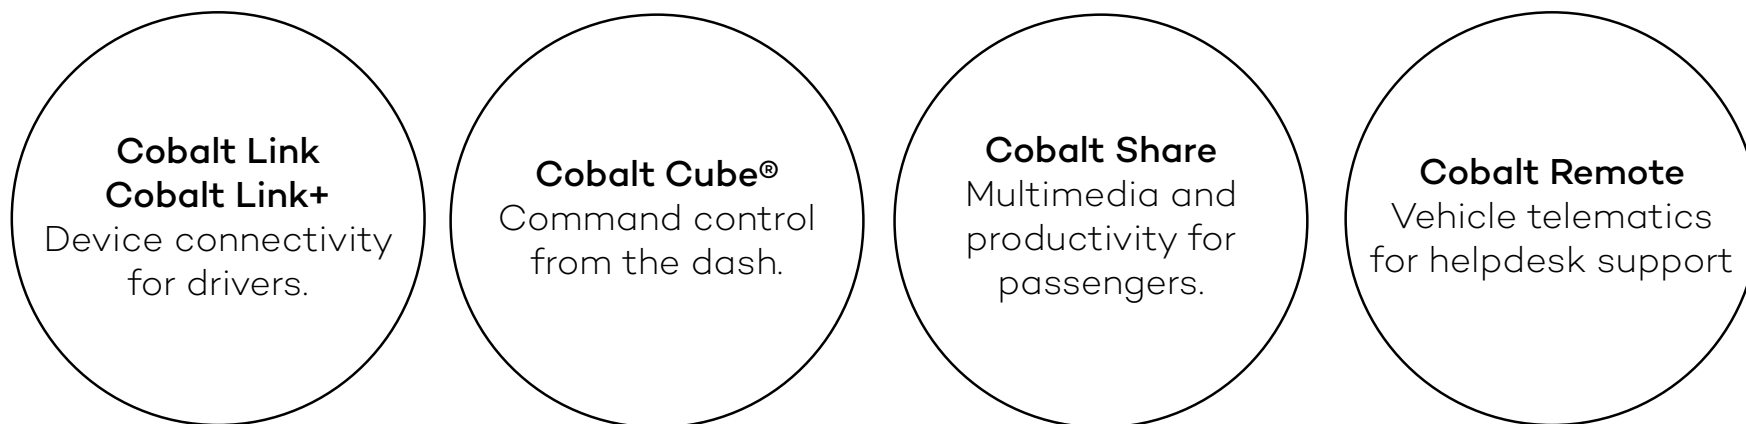 Cobalt Link
Cobalt Link+
Device connectivity
for drivers.
Cobalt Cube®
Command control
from the dash.
Cobalt Share
Multimedia and
productivity for
passengers.
Cobalt Remote
Vehicle telematics
for helpdesk support